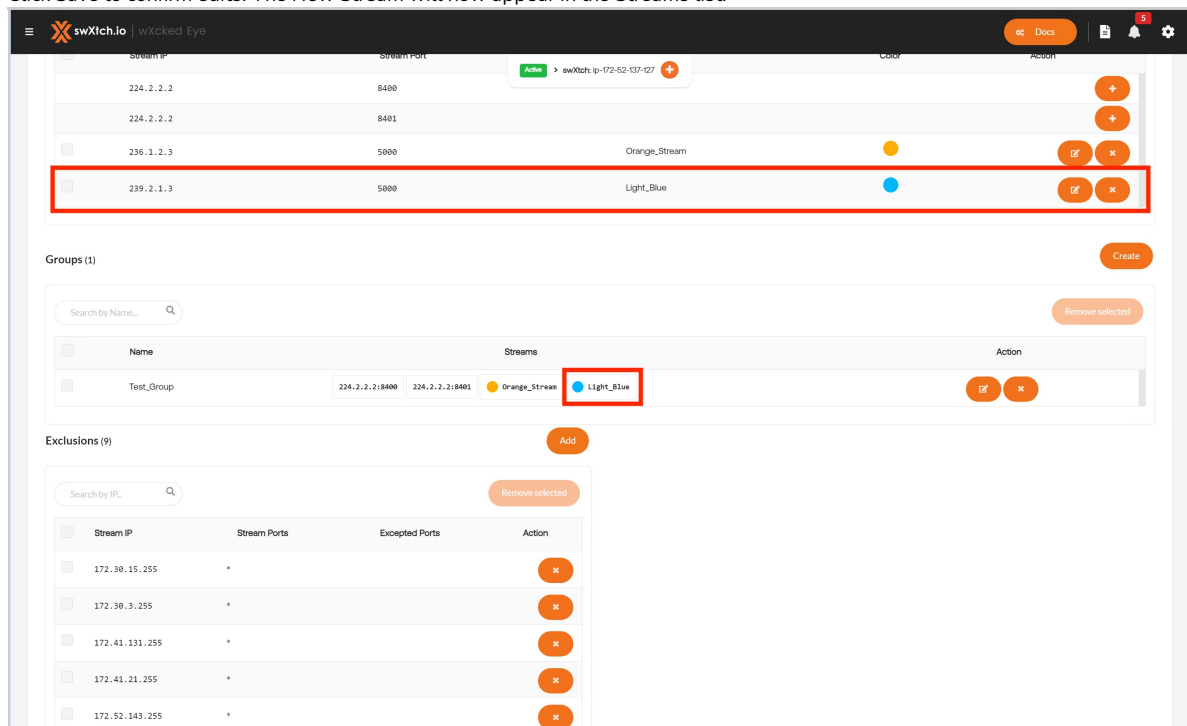 Click Save to confirm edits. The New Stream will now appear in the Streams list.
swXtch.io | wXcked Eye
Docs
5
Stream IP Stream Port Color Action
Active > swXtch: ip-172-52-137-127
224.2.2.2 8400
224.2.2.2 8401
236.1.2.3 5000 Orange_Stream
239.2.1.3 5000 Light_Blue
Groups (1)
Create
Search by Name...
Remove selected
Name Streams Action
Test_Group 224.2.2.2:8400 224.2.2.2:8401 Orange_Stream Light_Blue
Exclusions (9)
Add
Search by IP...
Remove selected
Stream IP Stream Ports Excepted Ports Action
172.30.15.255 *
172.30.3.255 *
172.41.131.255 *
172.41.21.255 *
172.52.143.255 *